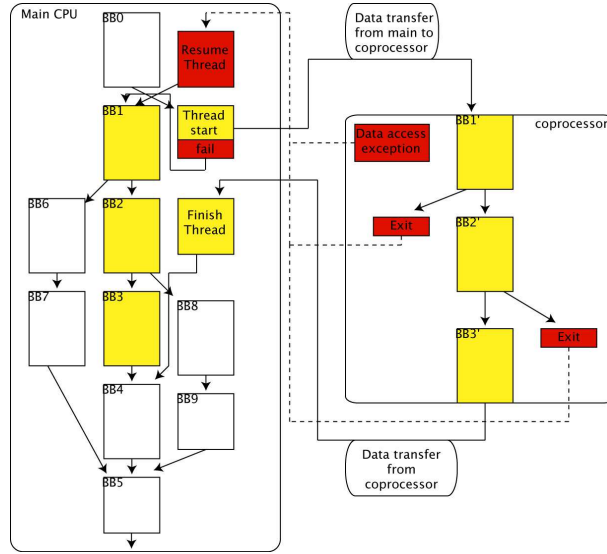 Main CPU
BB0
Resume
Thread
Data transfer
from main to
coprocessor
BB1
Thread
start
fail
BB1'
coprocessor
Data access
exception
BB6
BB2
Finish
Thread
Exit
BB2'
BB7
BB3
BB8
BB3'
Exit
BB4
BB9
Data transfer
from
coprocessor
BB5